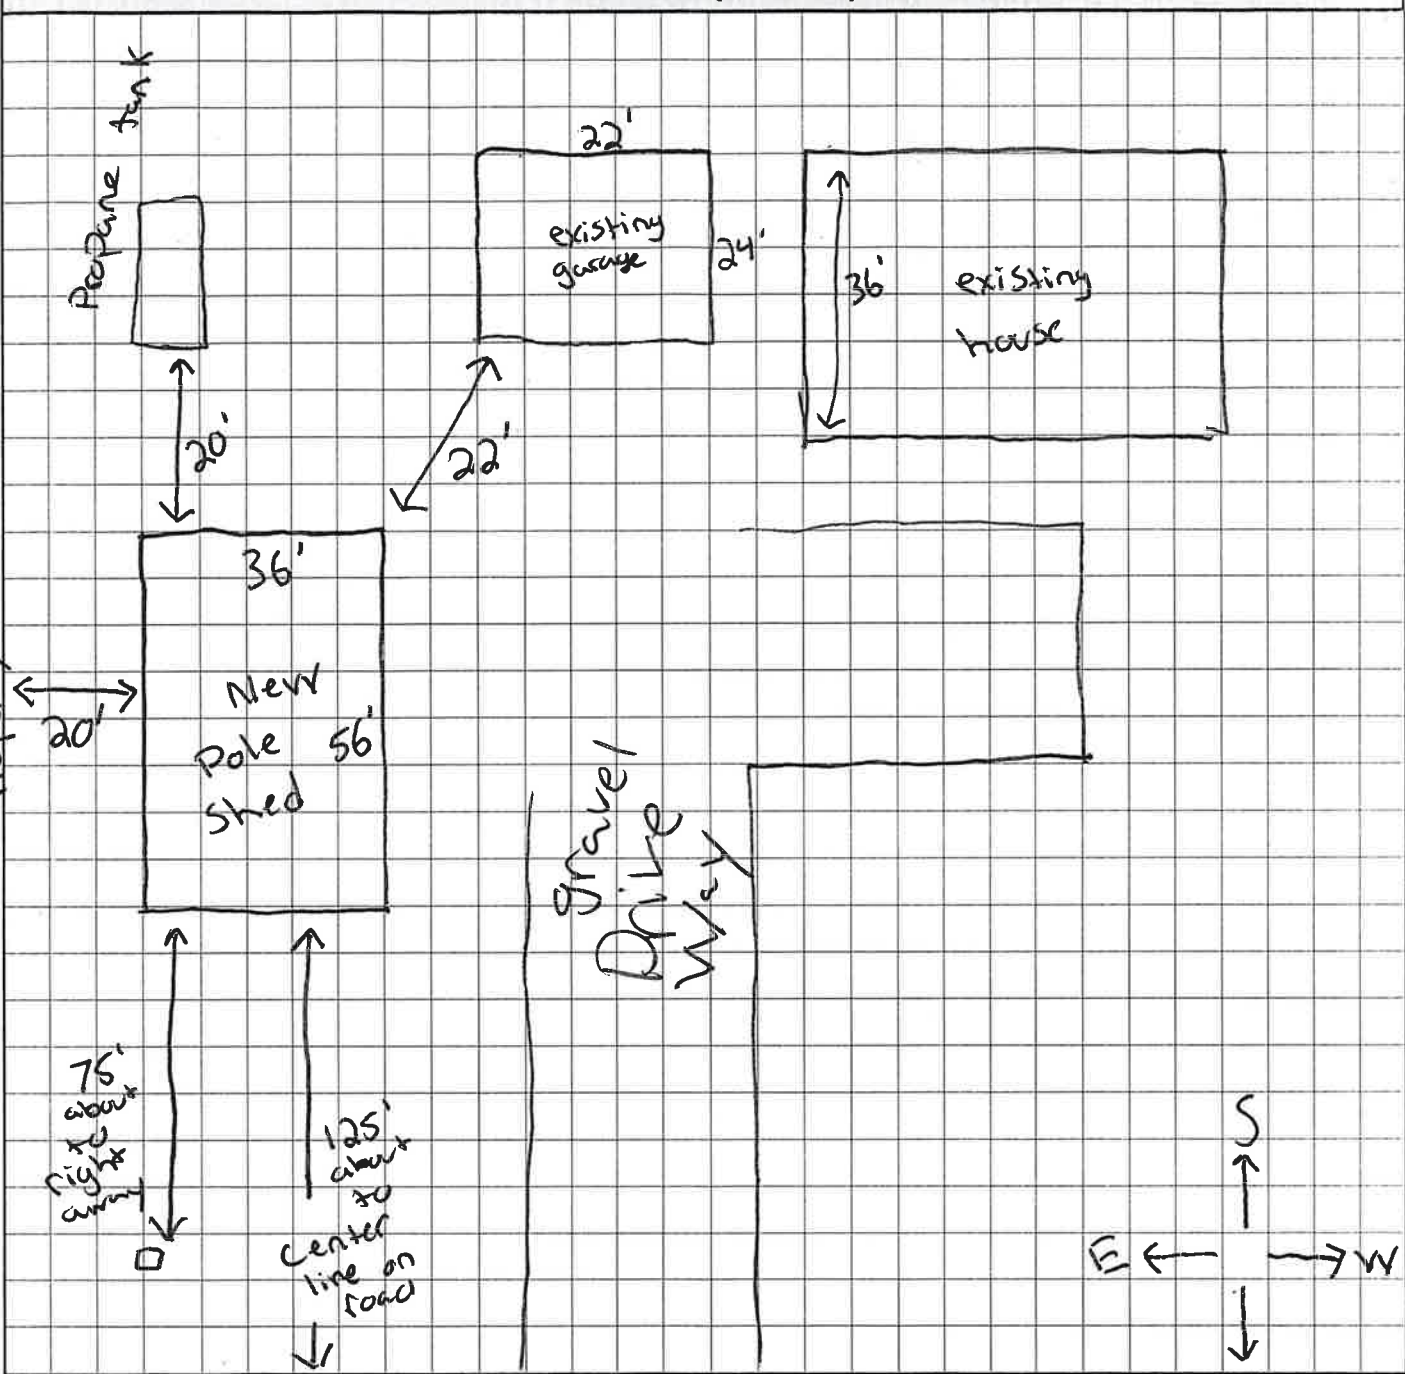 Propane tank
22'
existing
garage
24'
36'
existing
house
20'
22'
36'
New
Pole
Shed
56'
20'
gravel
Drive
Way
75'
about
to
right
away
125'
about
to
Center
line on
road
S
E
W